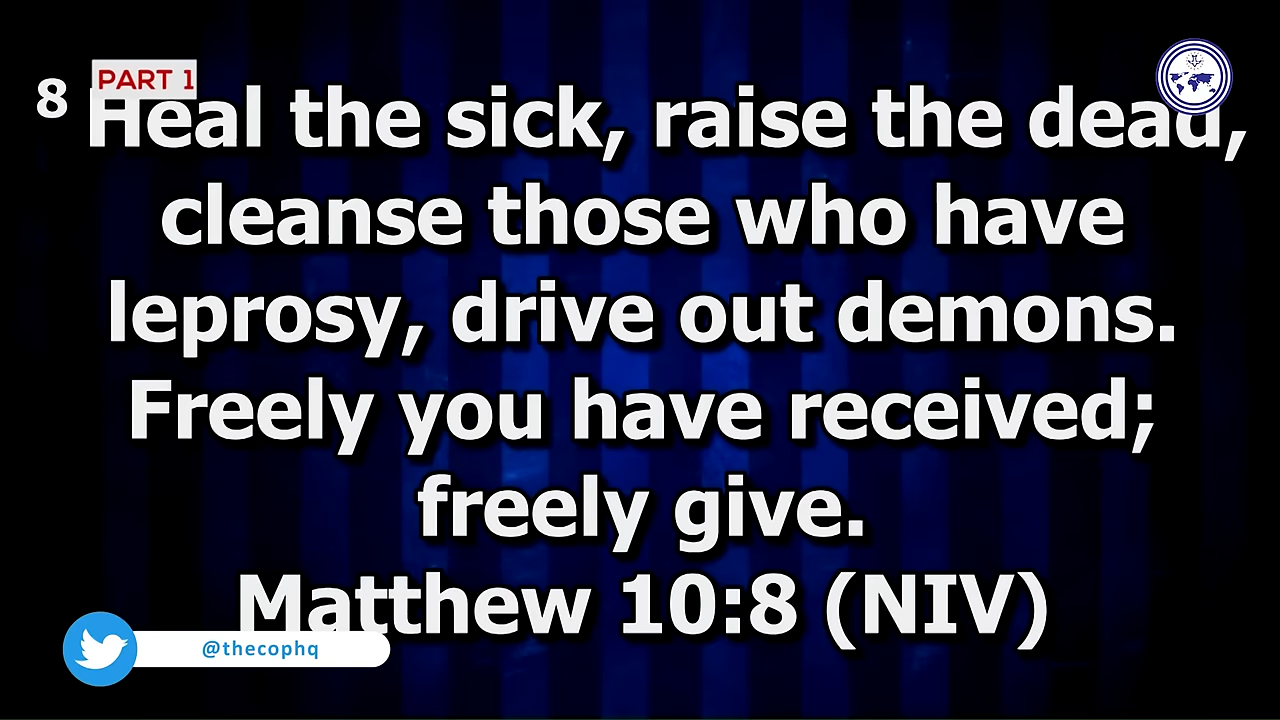 PART 1
8 Heal the sick, raise the dead,
cleanse those who have
leprosy, drive out demons.
Freely you have received;
freely give.
Matthew 10:8 (NIV)
@thecophq